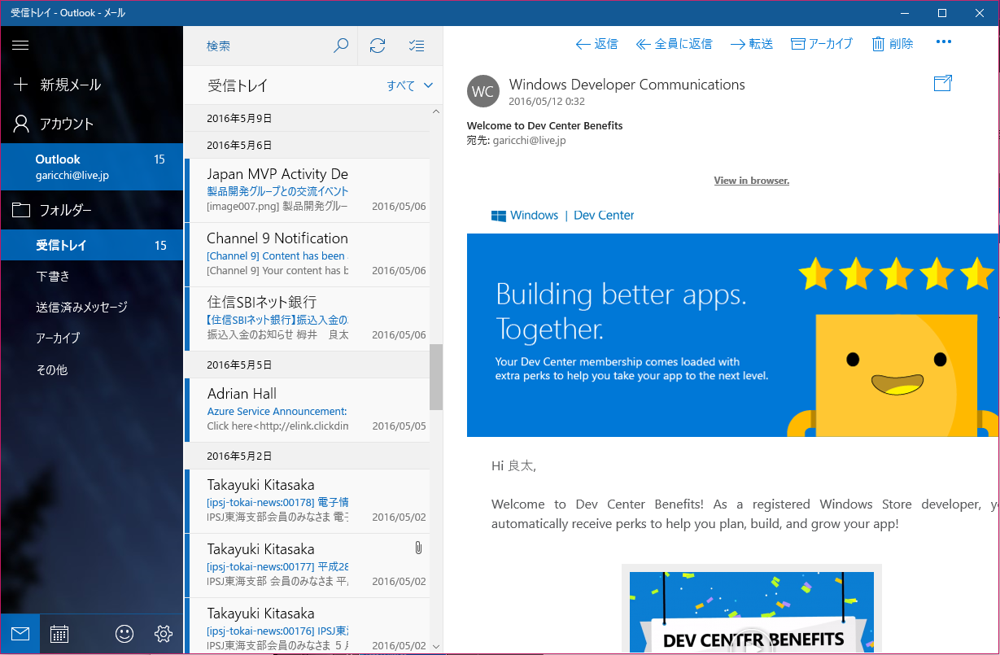 受信トレイ - Outlook - メール
新規メール
アカウント
Outlook 15
garicchi@live.jp
フォルダー
受信トレイ 15
下書き
送信済みメッセージ
アーカイブ
その他
検索
受信トレイ すべて
2016年5月9日
2016年5月6日
Japan MVP Activity De
製品開発グループとの交流イベント
[image007.png] 製品開発グルー 2016/05/06
Channel 9 Notification
[Channel 9] Content has been
[Channel 9] Your content has b 2016/05/06
住信SBIネット銀行
【住信SBIネット銀行】振込入金の
振込入金のお知らせ 栂井 良太 2016/05/06
2016年5月5日
Adrian Hall
Azure Service Announcement:
Click here<http://elink.clickdim 2016/05/05
2016年5月2日
Takayuki Kitasaka
[ipsj-tokai-news:00178] 電子情
IPSJ東海支部会員のみなさま 電子 2016/05/02
Takayuki Kitasaka
[ipsj-tokai-news:00177] 平成28
IPSJ東海支部 会員のみなさま 平 2016/05/02
Takayuki Kitasaka
[ipsj-tokai-news:00176] IPSJ東海
IPSJ東海支部会員のみなさま ５月 2016/05/02
返信 全員に返信 転送 アーカイブ 削除
WC
Windows Developer Communications
2016/05/12 0:32
Welcome to Dev Center Benefits
宛先: garicchi@live.jp
View in browser.
Windows | Dev Center
Building better apps.
Together.
Your Dev Center membership comes loaded with
extra perks to help you take your app to the next level.
Hi 良太,
Welcome to Dev Center Benefits! As a registered Windows Store developer, y
automatically receive perks to help you plan, build, and grow your app!
DEV CENTER BENEFITS